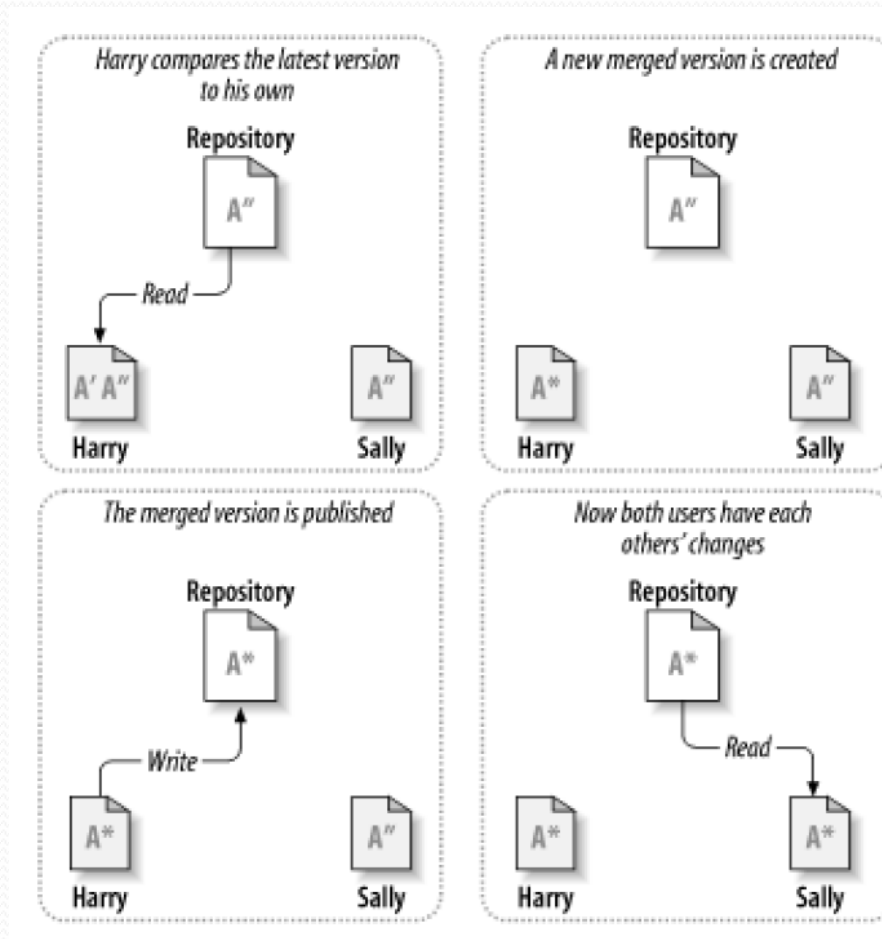 Harry compares the latest version
to his own
Repository
A″
Read
A′ A″
A″
Harry
Sally
A new merged version is created
Repository
A″
A*
A″
Harry
Sally
The merged version is published
Repository
A*
Write
A*
A″
Harry
Sally
Now both users have each
others’ changes
Repository
A*
Read
A*
A*
Harry
Sally